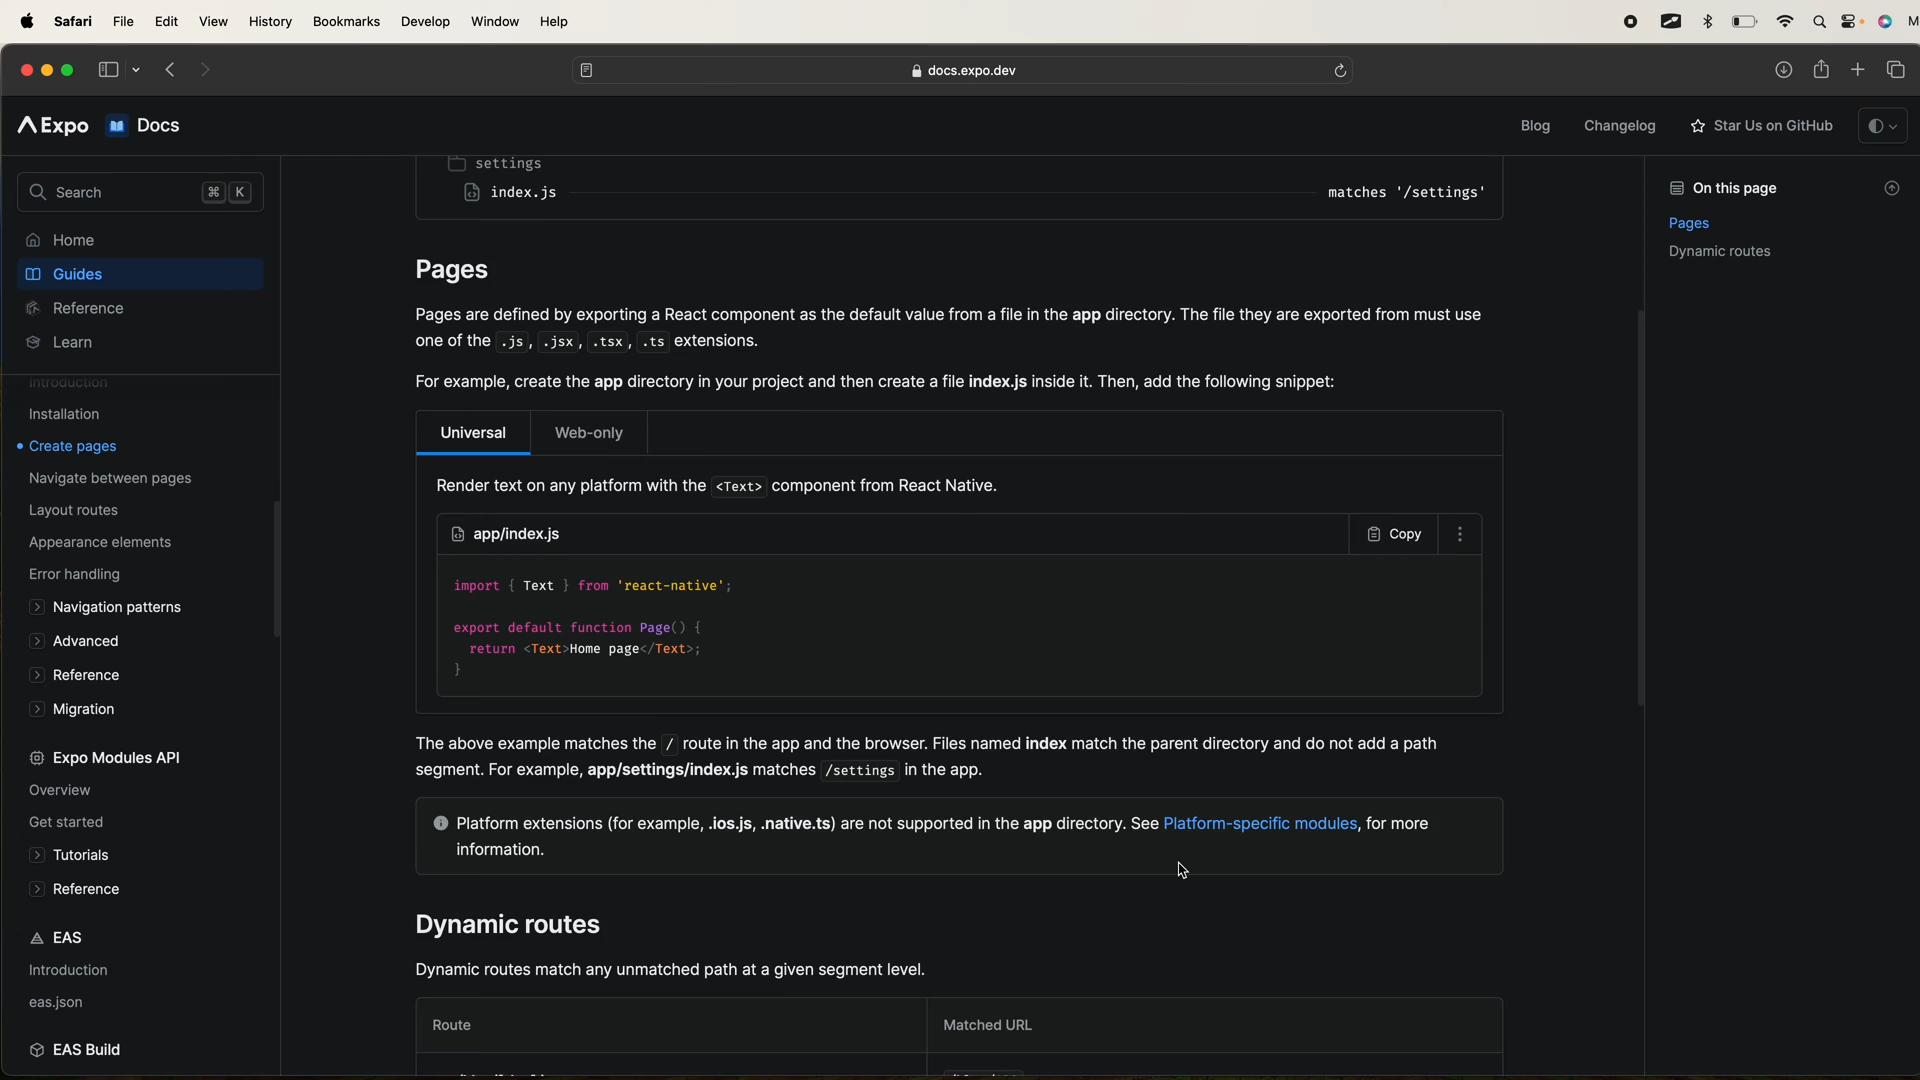 Safari File Edit View History Bookmarks Develop Window Help
docs.expo.dev
Expo Docs
Blog Changelog Star Us on GitHub
Search ⌘ K
Home
Guides
Reference
Learn
Introduction
Installation
Create pages
Navigate between pages
Layout routes
Appearance elements
Error handling
Navigation patterns
Advanced
Reference
Migration
Expo Modules API
Overview
Get started
Tutorials
Reference
EAS
Introduction
eas.json
EAS Build
settings
index.js matches '/settings'
Pages
Pages are defined by exporting a React component as the default value from a file in the app directory. The file they are exported from must use
one of the .js, .jsx, .tsx, .ts extensions.
For example, create the app directory in your project and then create a file index.js inside it. Then, add the following snippet:
Universal Web-only
Render text on any platform with the <Text> component from React Native.
app/index.js Copy
import { Text } from 'react-native';
export default function Page() {
return <Text>Home page</Text>;
}
The above example matches the / route in the app and the browser. Files named index match the parent directory and do not add a path
segment. For example, app/settings/index.js matches /settings in the app.
Platform extensions (for example, .ios.js, .native.ts) are not supported in the app directory. See Platform-specific modules, for more
information.
Dynamic routes
Dynamic routes match any unmatched path at a given segment level.
Route Matched URL
On this page
Pages
Dynamic routes